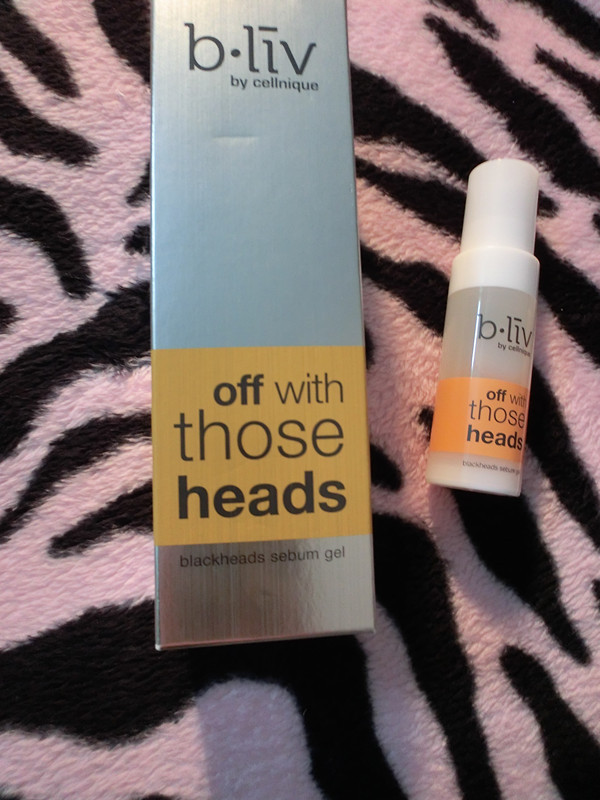 b•līv
by cellnique
off with
those
heads
blackheads sebum gel
b•līv
by cellnique
off with
those
heads
blackheads sebum